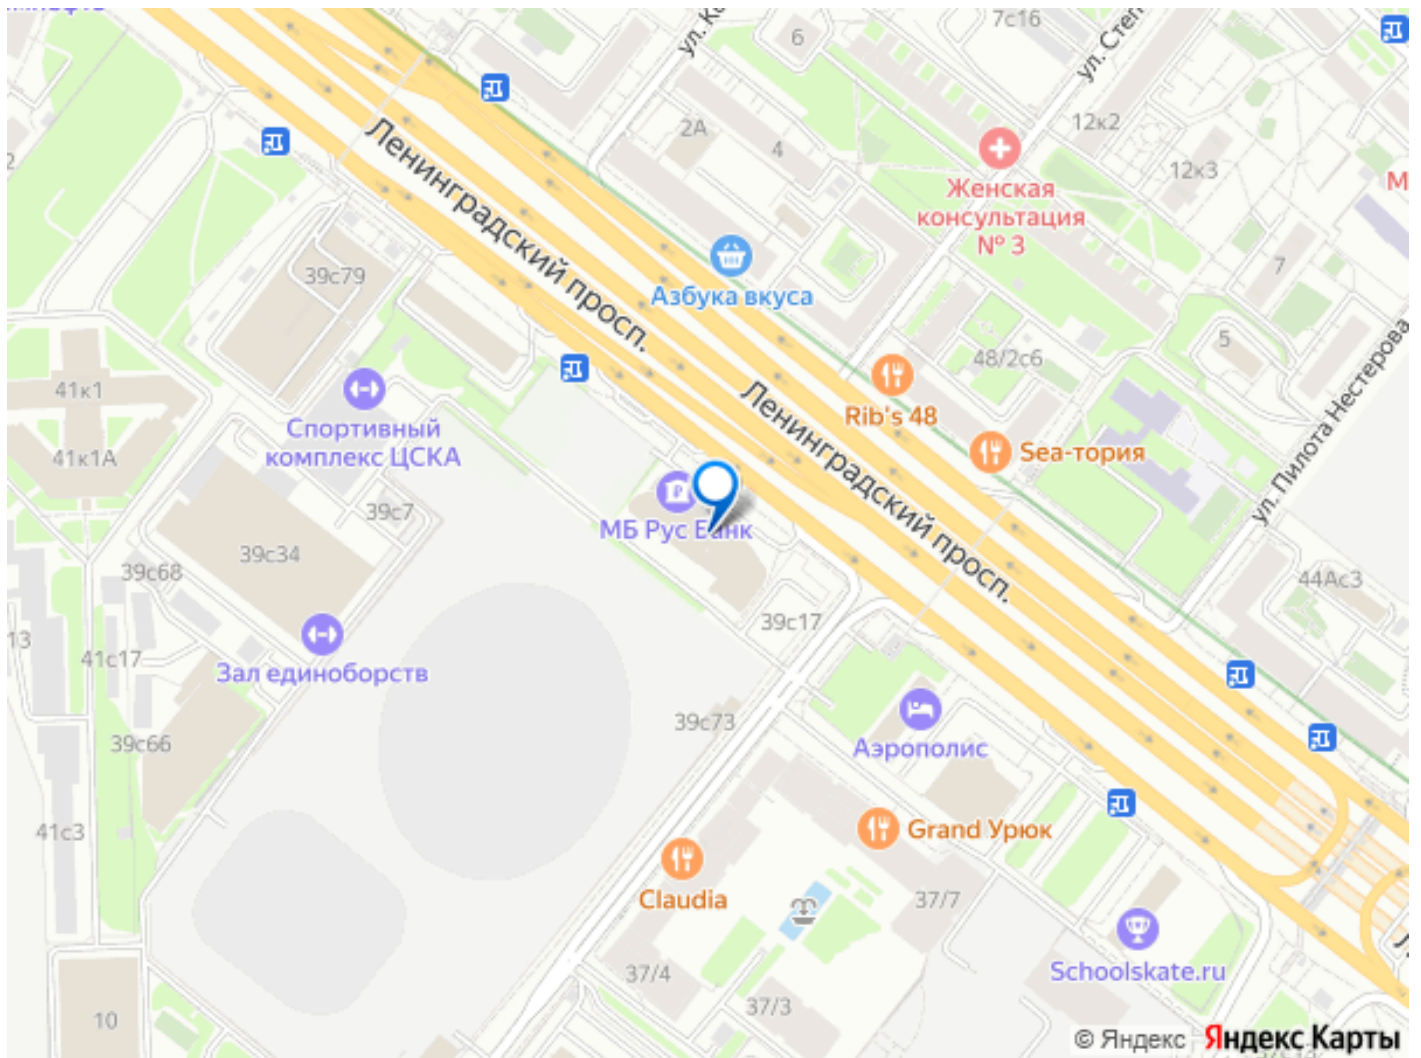 ул. Ко
6
7с16
ул. Степ
2А
4
12к2
12к3
Женская
консультация
№ 3
Ленинградский просп.
39с79
Азбука вкуса
7
5
48/2с6
ул. Пилота Нестерова
41к1
41к1А
Спортивный
комплекс ЦСКА
Rib's 48
Sea-тория
Ленинградский просп.
39с7
МБ Рус Банк
39с34
39с68
44Ас3
39с17
13
41с17
Зал единоборств
39с66
39с73
Аэрополис
41с3
Grand Урюк
Claudia
37/7
Schoolskate.ru
37/4
37/3
10
© Яндекс Яндекс Карты